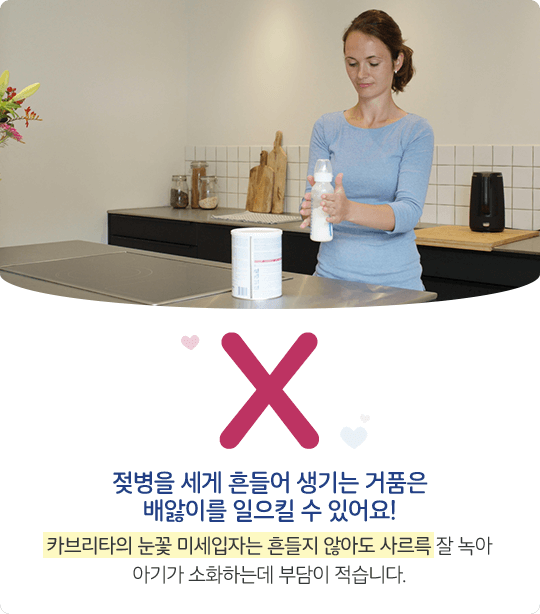 젖병을 세게 흔들어 생기는 거품은
배앓이를 일으킬 수 있어요!
카브리타의 눈꽃 미세입자는 흔들지 않아도 사르륵 잘 녹아
아기가 소화하는데 부담이 적습니다.